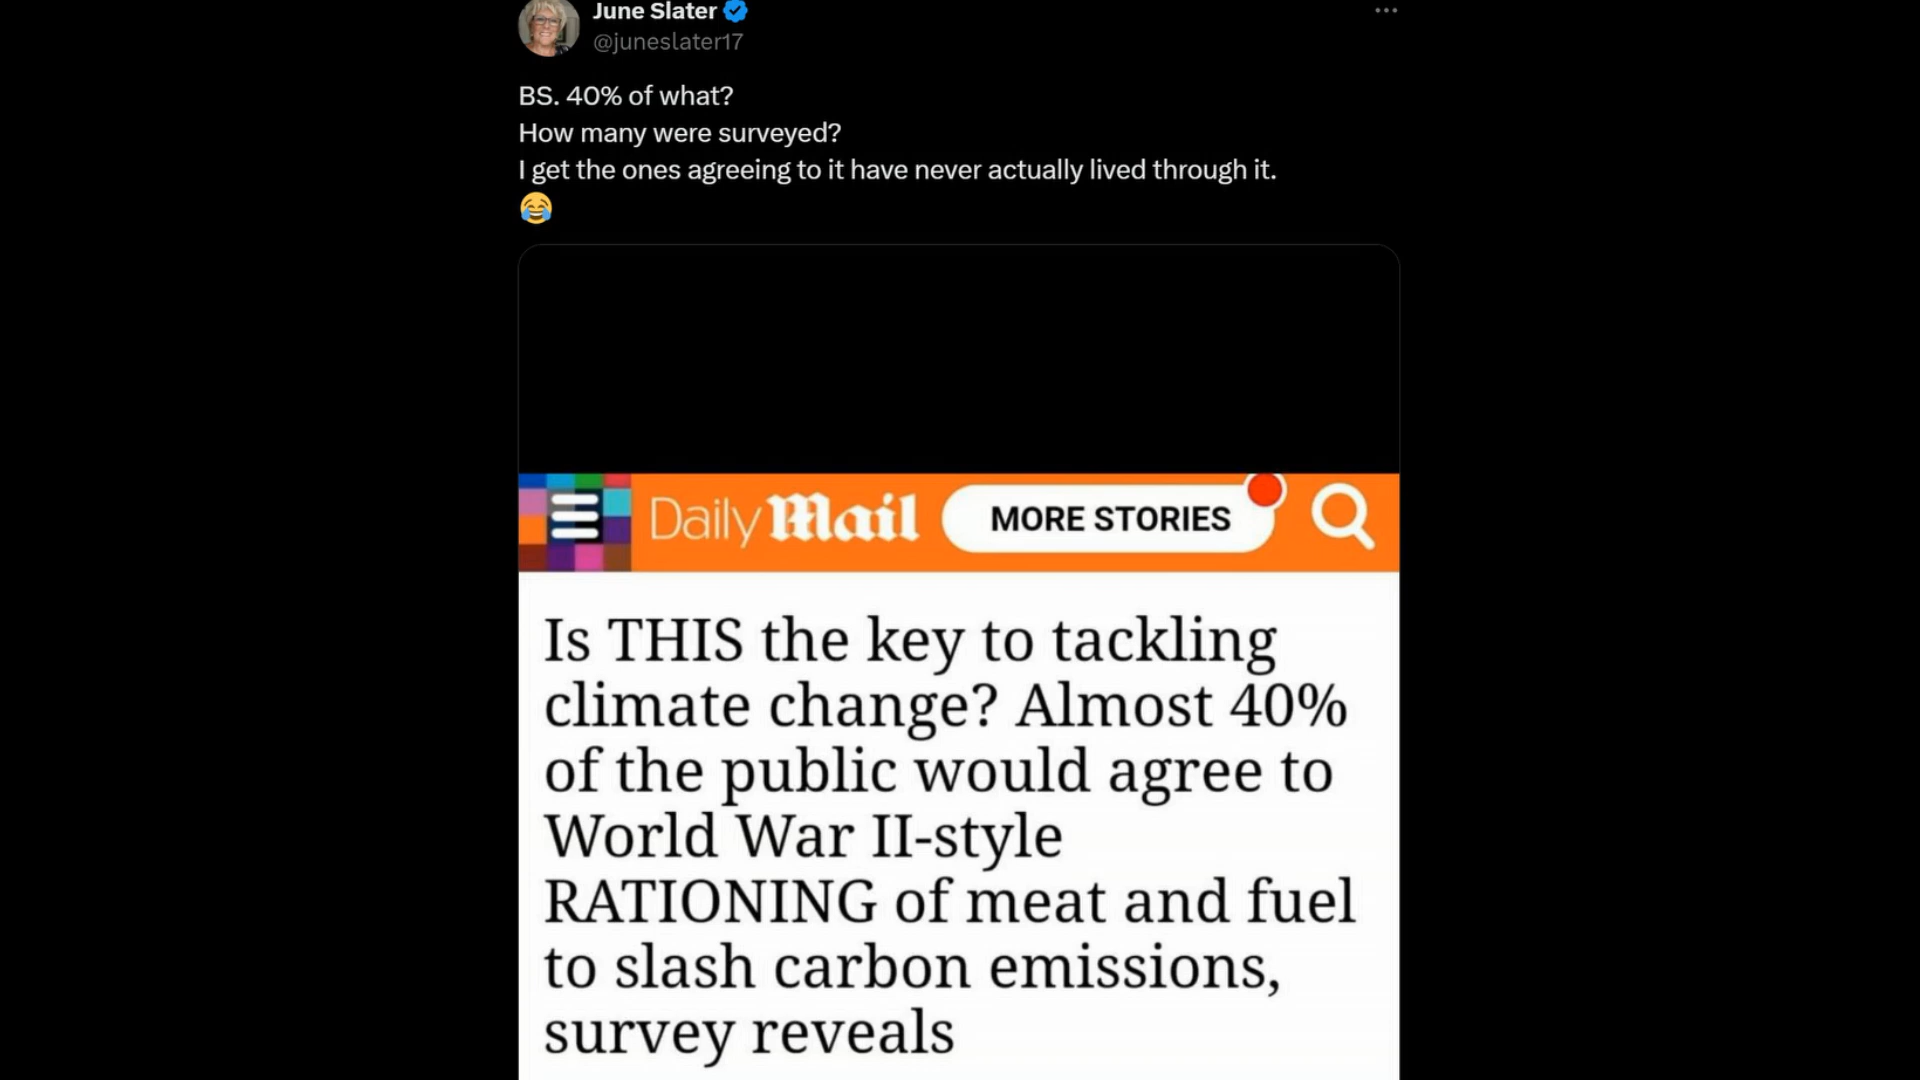 June Slater
@juneslater17
BS. 40% of what?
How many were surveyed?
I get the ones agreeing to it have never actually lived through it.
Daily Mail MORE STORIES
Is THIS the key to tackling
climate change? Almost 40%
of the public would agree to
World War II-style
RATIONING of meat and fuel
to slash carbon emissions,
survey reveals